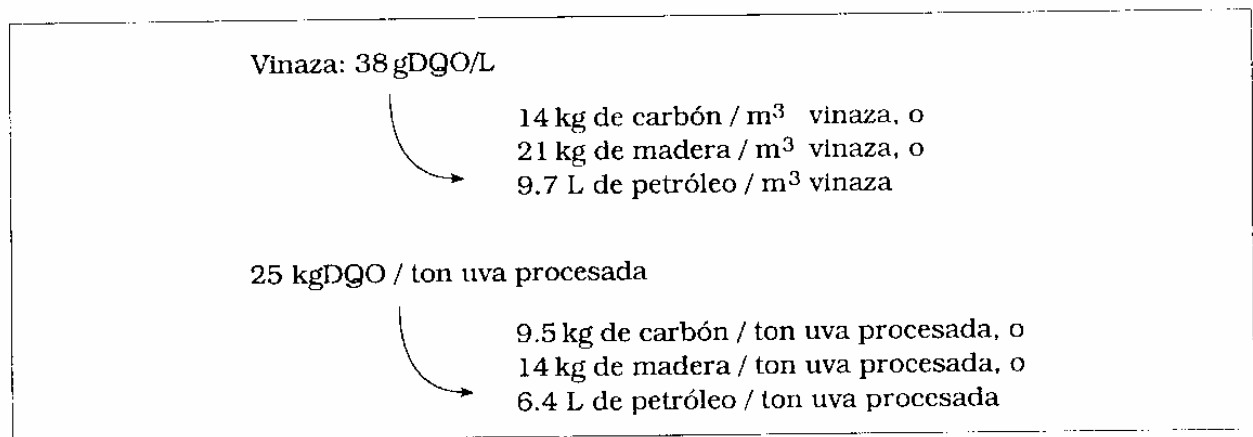 Vinaza: 38 gDQO/L
14 kg de carbón / m³ vinaza, o
21 kg de madera / m³ vinaza, o
9.7 L de petróleo / m³ vinaza
25 kgDQO / ton uva procesada
9.5 kg de carbón / ton uva procesada, o
14 kg de madera / ton uva procesada, o
6.4 L de petróleo / ton uva procesada